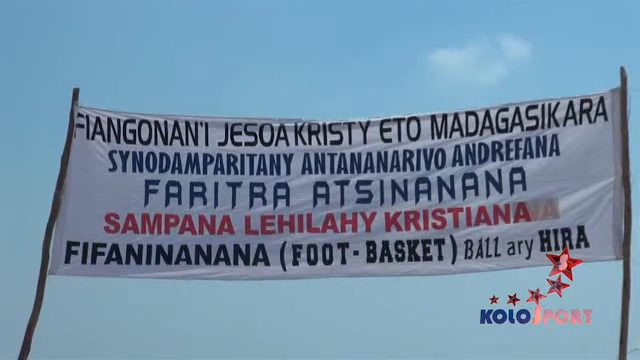 FIANGONAN'I JESOA KRISTY ETO MADAGASIKARA
SYNODAMPARITANY ANTANANARIVO ANDREFANA
FARITRA ATSINANANA
SAMPANA LEHILAHY KRISTIANA
FIFANINANANA (FOOT-BASKET) BALL ary HIRA
KOLOSPORT